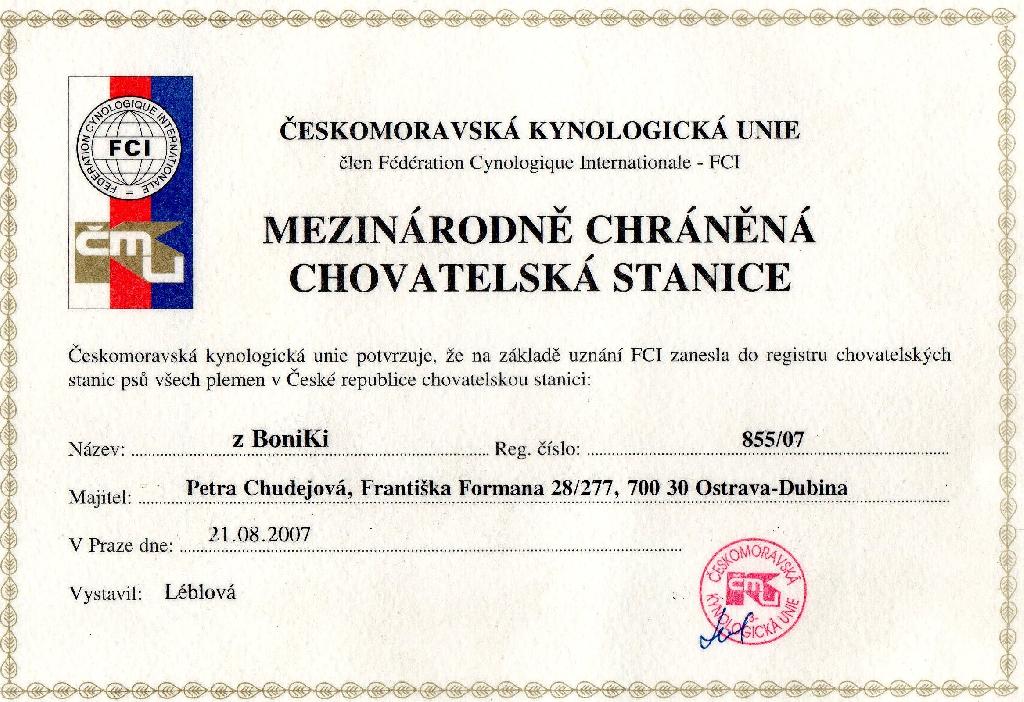 FÉDÉRATION CYNOLOGIQUE INTERNATIONALE
FCI
čmu
ČESKOMORAVSKÁ KYNOLOGICKÁ UNIE
člen Fédération Cynologique Internationale - FCI
MEZINÁRODNĚ CHRÁNĚNÁ
CHOVATELSKÁ STANICE
Českomoravská kynologická unie potvrzuje, že na základě uznání FCI zanesla do registru chovatelských
stanic psů všech plemen v České republice chovatelskou stanici:
Název: z BoniKi Reg. číslo: 855/07
Majitel: Petra Chudejová, Františka Formana 28/277, 700 30 Ostrava-Dubina
V Praze dne: 21.08.2007
Vystavil: Léblová
ČESKOMORAVSKÁ
čmu
KYNOLOGICKÁ UNIE